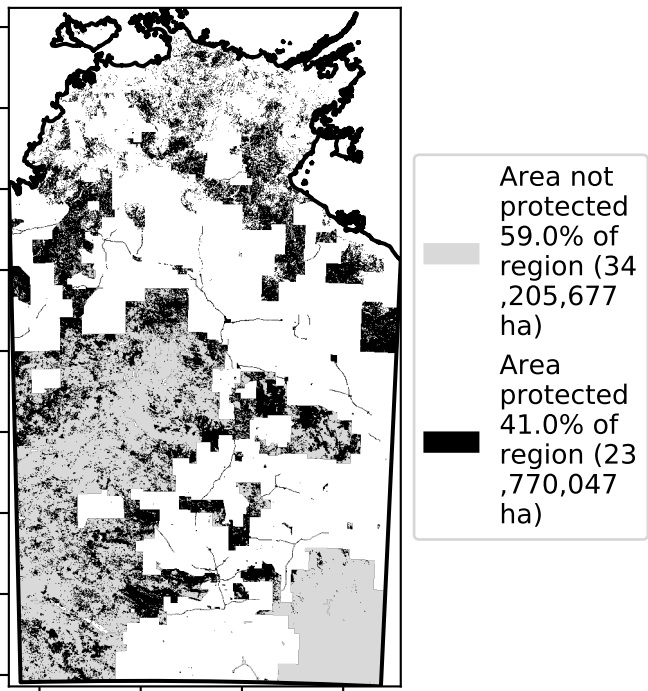 Area not
protected
59.0% of
region (34
,205,677
ha)
Area
protected
41.0% of
region (23
,770,047
ha)